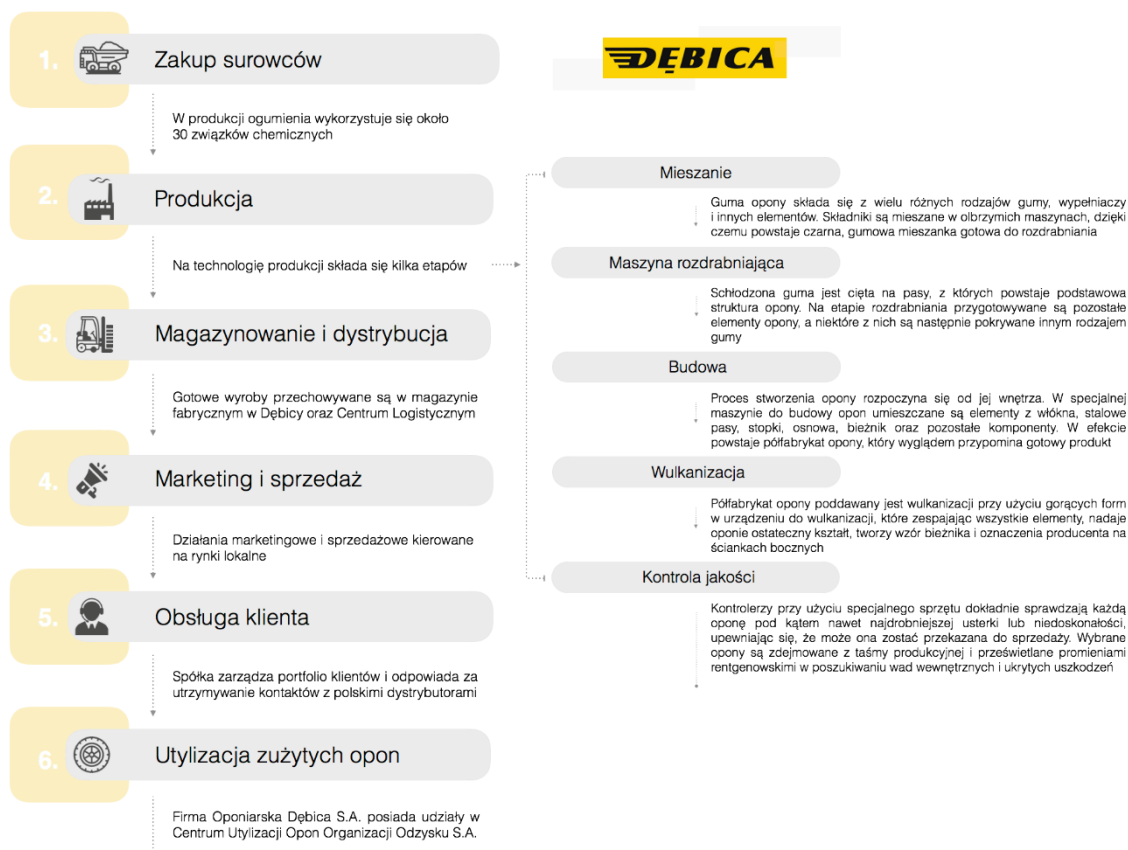 1.
Zakup surowców
W produkcji ogumienia wykorzystuje się około
30 związków chemicznych
2.
Produkcja
Na technologię produkcji składa się kilka etapów
3.
Magazynowanie i dystrybucja
Gotowe wyroby przechowywane są w magazynie
fabrycznym w Dębicy oraz Centrum Logistycznym
4.
Marketing i sprzedaż
Działania marketingowe i sprzedażowe kierowane
na rynki lokalne
5.
Obsługa klienta
Spółka zarządza portfolio klientów i odpowiada za
utrzymywanie kontaktów z polskimi dystrybutorami
6.
Utylizacja zużytych opon
Firma Oponiarska Dębica S.A. posiada udziały w
Centrum Utylizacji Opon Organizacji Odzysku S.A.
DĘBICA
Mieszanie
Guma opony składa się z wielu różnych rodzajów gumy, wypełniaczy
i innych elementów. Składniki są mieszane w olbrzymich maszynach, dzięki
czemu powstaje czarna, gumowa mieszanka gotowa do rozdrabniania
Maszyna rozdrabniająca
Schłodzona guma jest cięta na pasy, z których powstaje podstawowa
struktura opony. Na etapie rozdrabniania przygotowywane są pozostałe
elementy opony, a niektóre z nich są następnie pokrywane innym rodzajem
gumy
Budowa
Proces stworzenia opony rozpoczyna się od jej wnętrza. W specjalnej
maszynie do budowy opon umieszczane są elementy z włókna, stalowe
pasy, stopki, osnowa, bieżnik oraz pozostałe komponenty. W efekcie
powstaje półfabrykat opony, który wyglądem przypomina gotowy produkt
Wulkanizacja
Półfabrykat opony poddawany jest wulkanizacji przy użyciu gorących form
w urządzeniu do wulkanizacji, które zespajając wszystkie elementy, nadaje
oponie ostateczny kształt, tworzy wzór bieżnika i oznaczenia producenta na
ściankach bocznych
Kontrola jakości
Kontrolerzy przy użyciu specjalnego sprzętu dokładnie sprawdzają każdą
oponę pod kątem nawet najdrobniejszej usterki lub niedoskonałości,
upewniając się, że może ona zostać przekazana do sprzedaży. Wybrane
opony są zdejmowane z taśmy produkcyjnej i prześwietlane promieniami
rentgenowskimi w poszukiwaniu wad wewnętrznych i ukrytych uszkodzeń